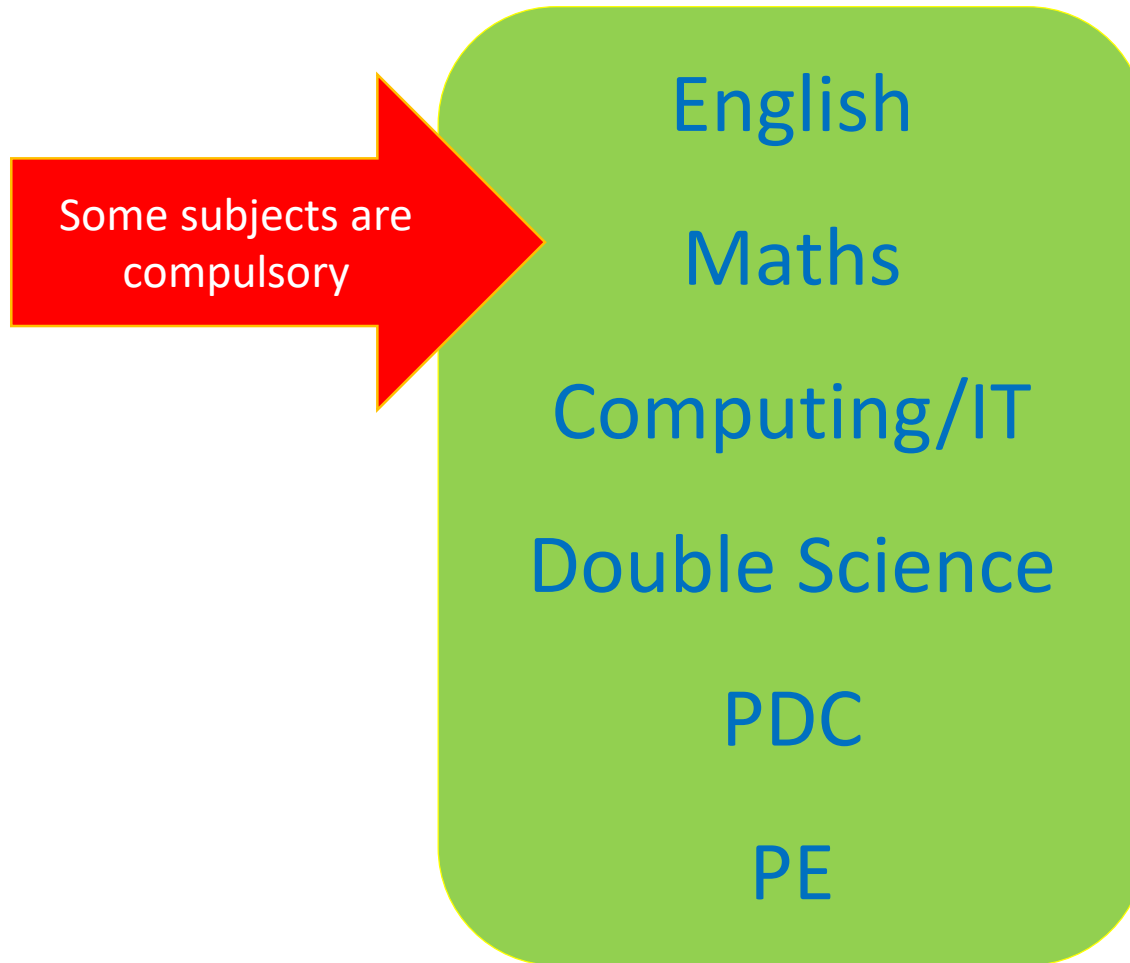 Some subjects are
compulsory
English
Maths
Computing/IT
Double Science
PDC
PE